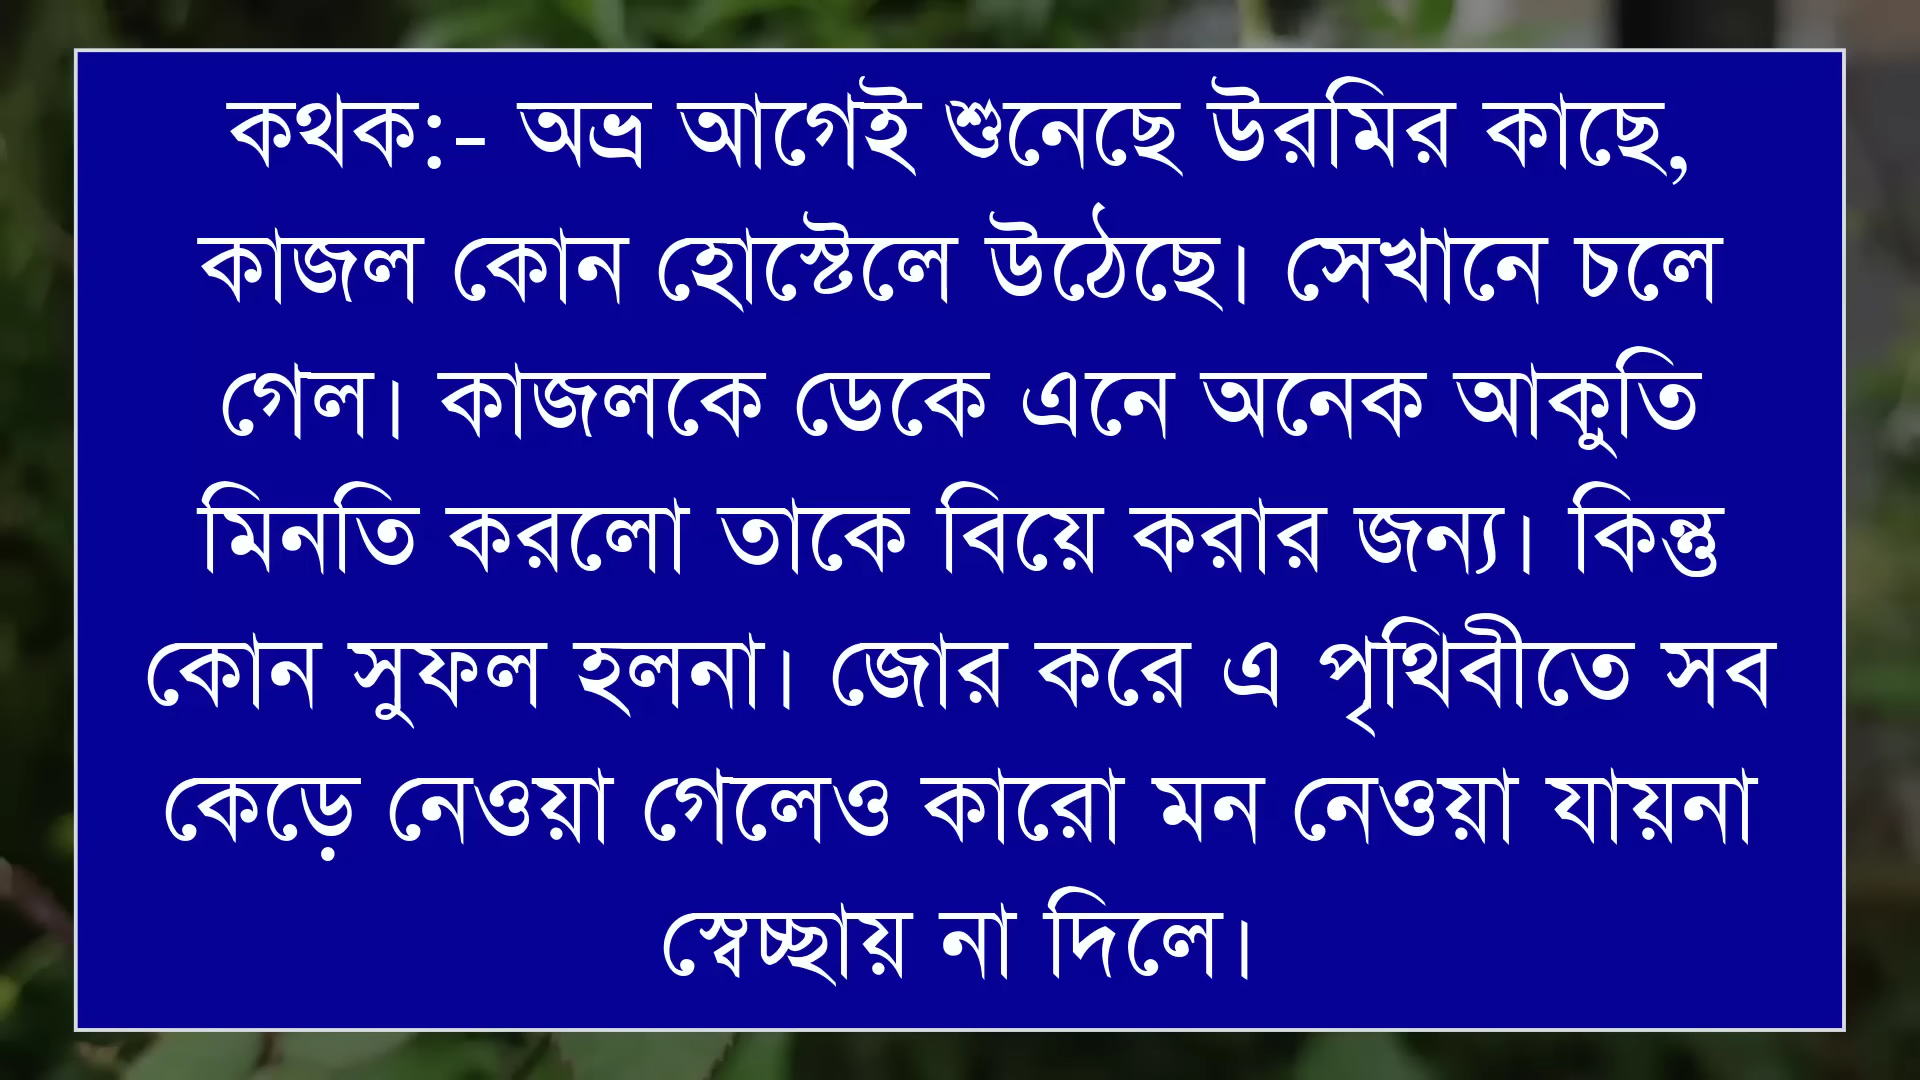 কথক:- অভ্র আগেই শুনেছে উরমির কাছে,
কাজল কোন হোস্টেলে উঠেছে। সেখানে চলে
গেল। কাজলকে ডেকে এনে অনেক আকুতি
মিনতি করলো তাকে বিয়ে করার জন্য। কিন্তু
কোন সুফল হলনা। জোর করে এ পৃথিবীতে সব
কেড়ে নেওয়া গেলেও কারো মন নেওয়া যায়না
স্বেচ্ছায় না দিলে।